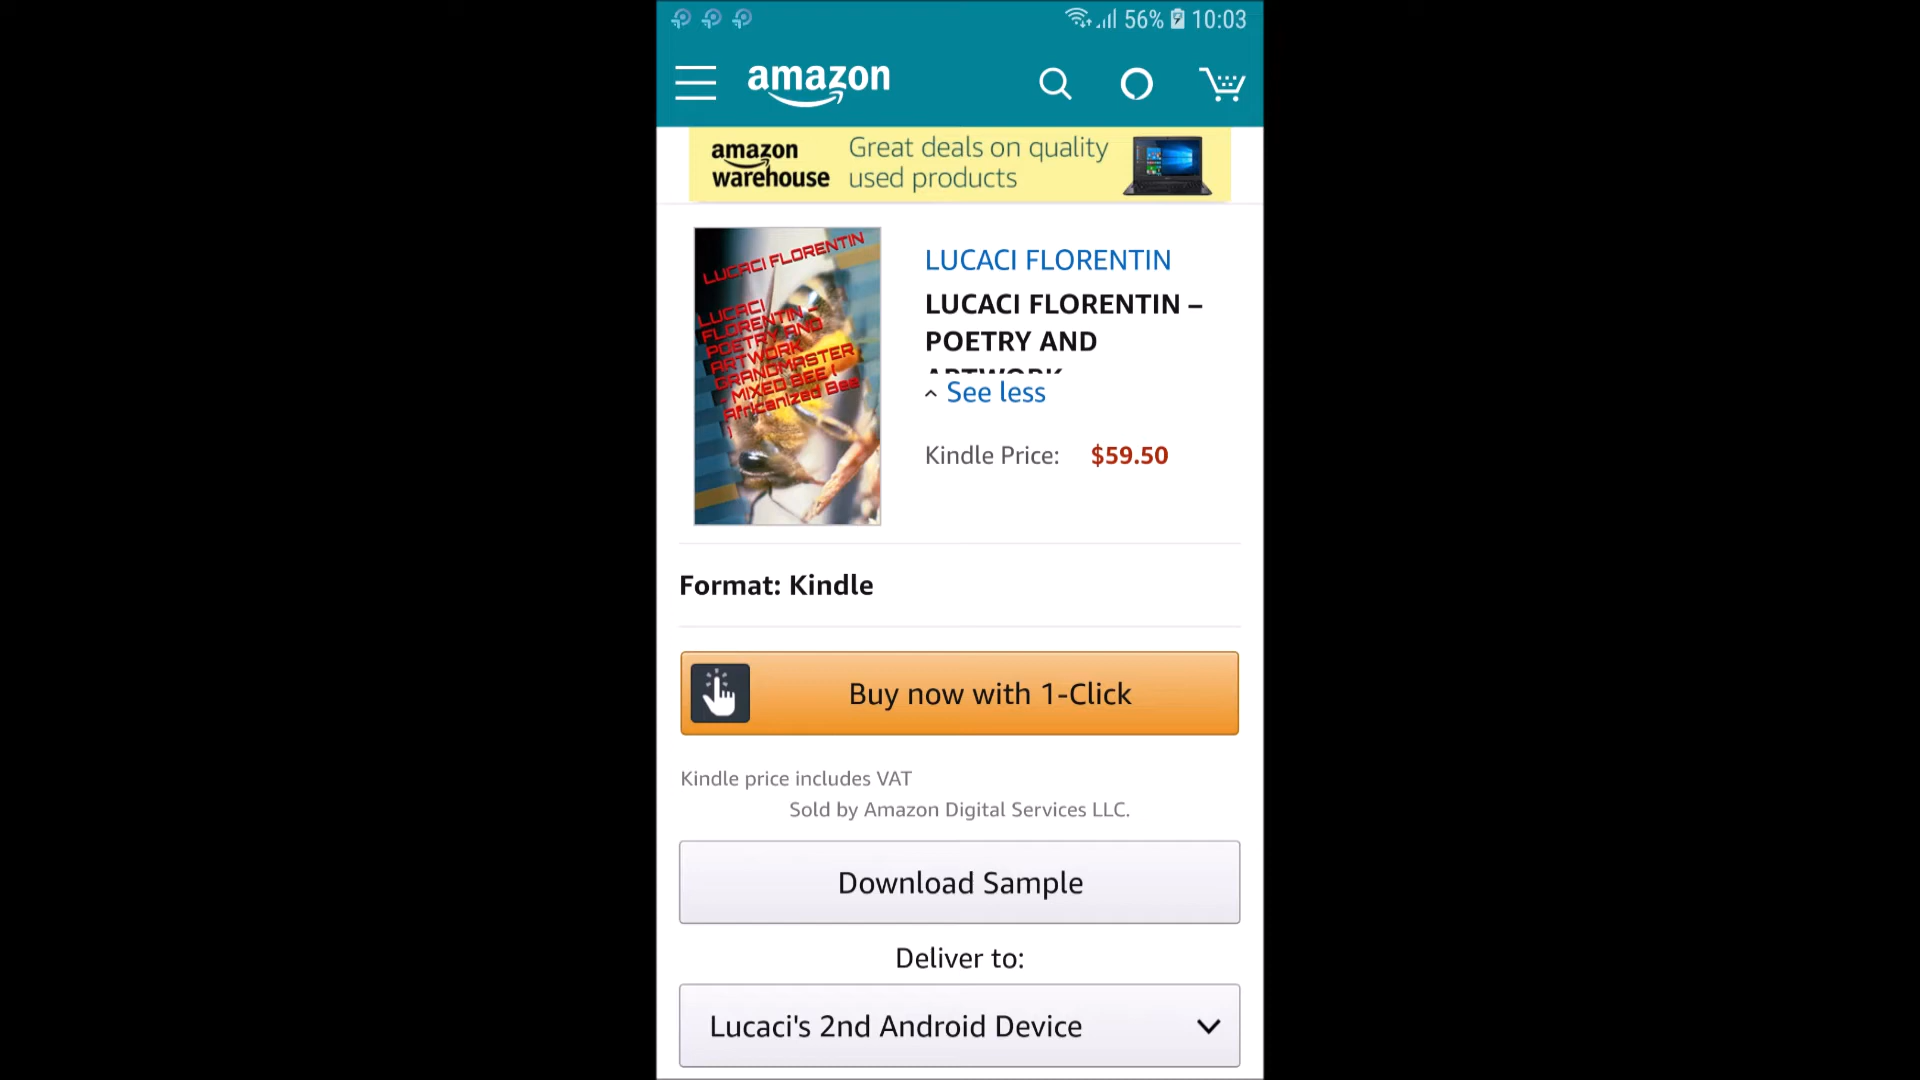 56% 10:03
amazon
amazon
warehouse
Great deals on quality
used products
LUCACI FLORENTIN
LUCACI
FLORENTIN –
POETRY AND
ARTWORK
GRANDMASTER
- MIXED BEE (
Africanized Bee
)
LUCACI FLORENTIN
LUCACI FLORENTIN –
POETRY AND
ARTWORK
See less
Kindle Price: $59.50
Format: Kindle
Buy now with 1-Click
Kindle price includes VAT
Sold by Amazon Digital Services LLC.
Download Sample
Deliver to:
Lucaci's 2nd Android Device